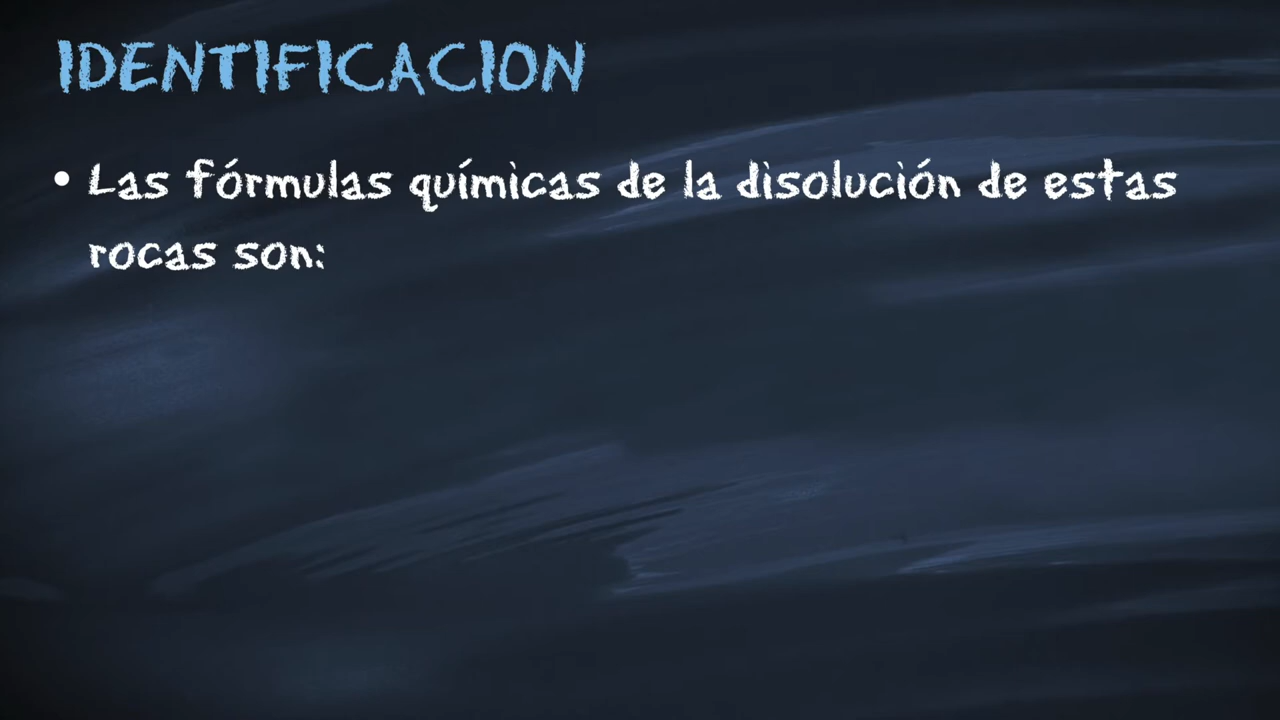 IDENTIFICACION
• Las fórmulas químicas de la disolución de estas
rocas son: